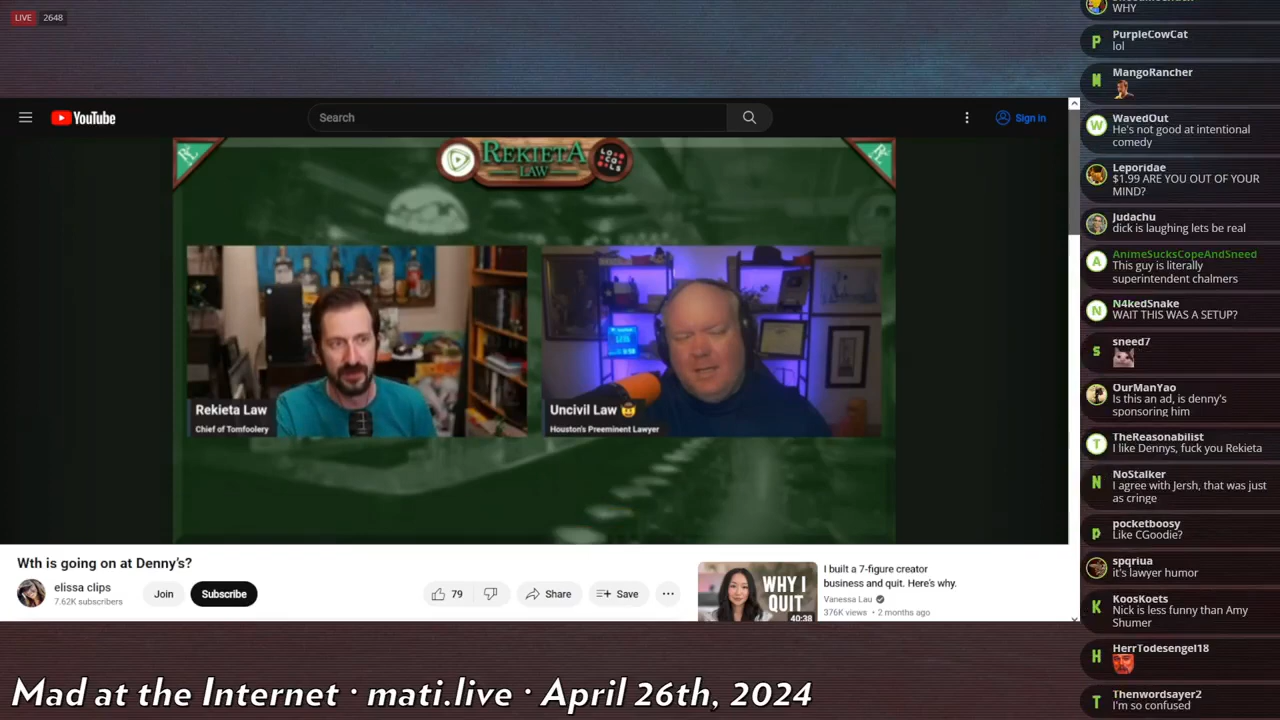 LIVE 2648
YouTube
Search
Sign in
REKIETA
LAW
LOCALS
Rekieta Law
Chief of Tomfoolery
Uncivil Law 🤠
Houston's Preeminent Lawyer
Wth is going on at Denny's?
elissa clips
7.62K subscribers
Join
Subscribe
79
Share
Save
WHY I
QUIT
40:38
I built a 7-figure creator
business and quit. Here's why.
Vanessa Lau
376K views • 2 months ago
WHY
PurpleCowCat
lol
MangoRancher
WavedOut
He's not good at intentional
comedy
Leporidae
$1.99 ARE YOU OUT OF YOUR
MIND?
Judachu
dick is laughing lets be real
AnimeSucksCopeAndSneed
This guy is literally
superintendent chalmers
N4kedSnake
WAIT THIS WAS A SETUP?
sneed7
OurManYao
Is this an ad, is denny's
sponsoring him
TheReasonabilist
I like Dennys, fuck you Rekieta
NoStalker
I agree with Jersh, that was just
as cringe
pocketboosy
Like CGoodie?
spqriua
it's lawyer humor
KoosKoets
Nick is less funny than Amy
Shumer
HerrTodesengel18
Thenwordsayer2
I'm so confused
Mad at the Internet · mati.live · April 26th, 2024